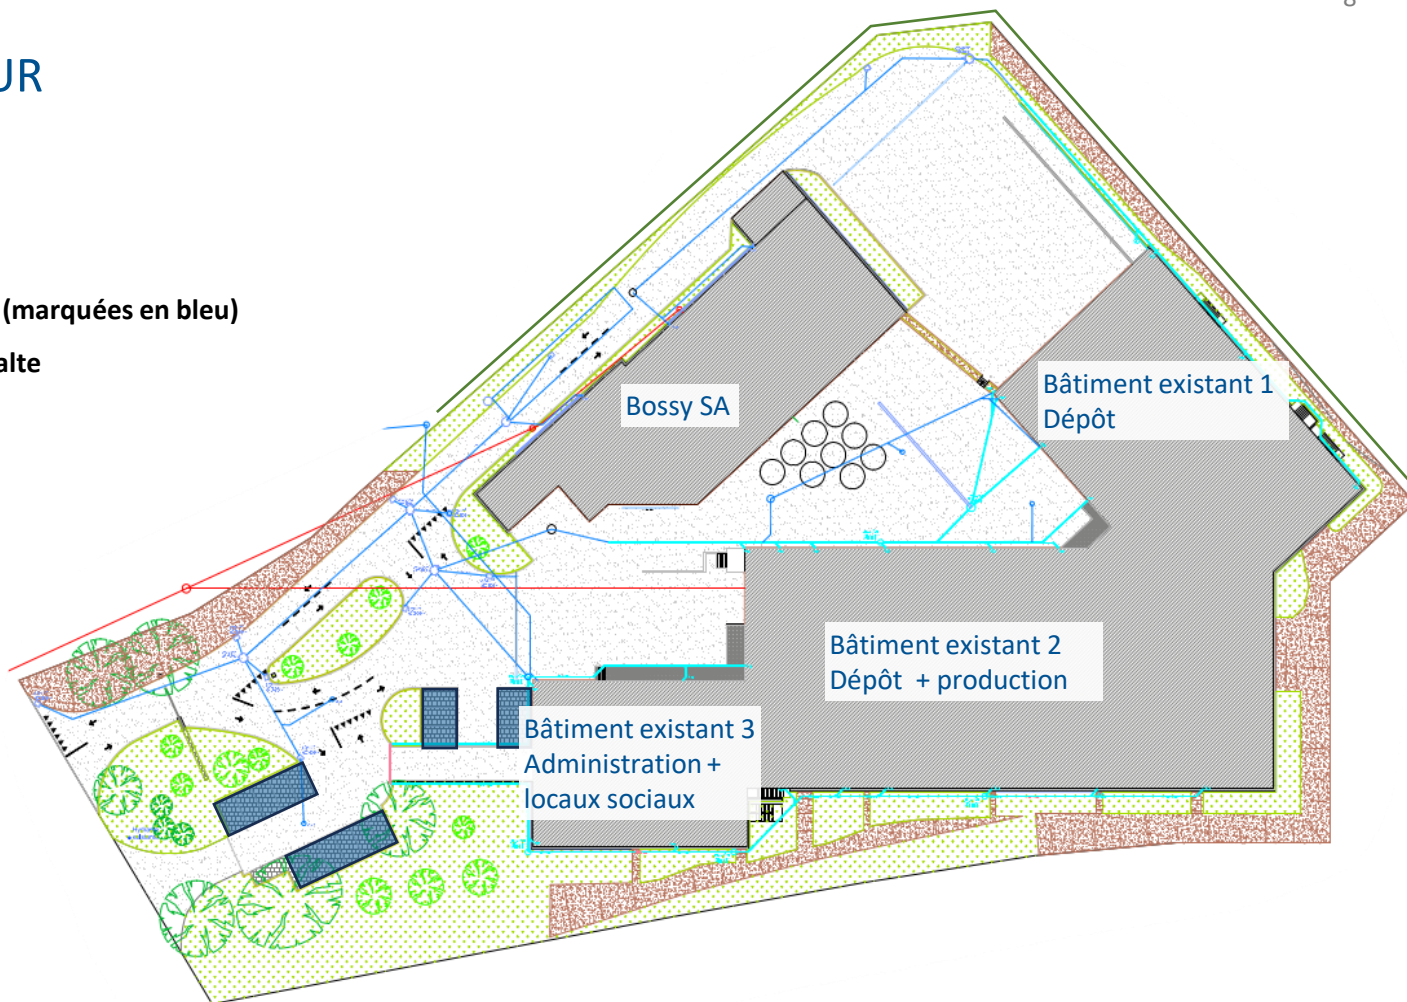 8
UR
(marquées en bleu)
alte
Bossy SA
Bâtiment existant 1
Dépôt
Bâtiment existant 2
Dépôt + production
Bâtiment existant 3
Administration +
locaux sociaux